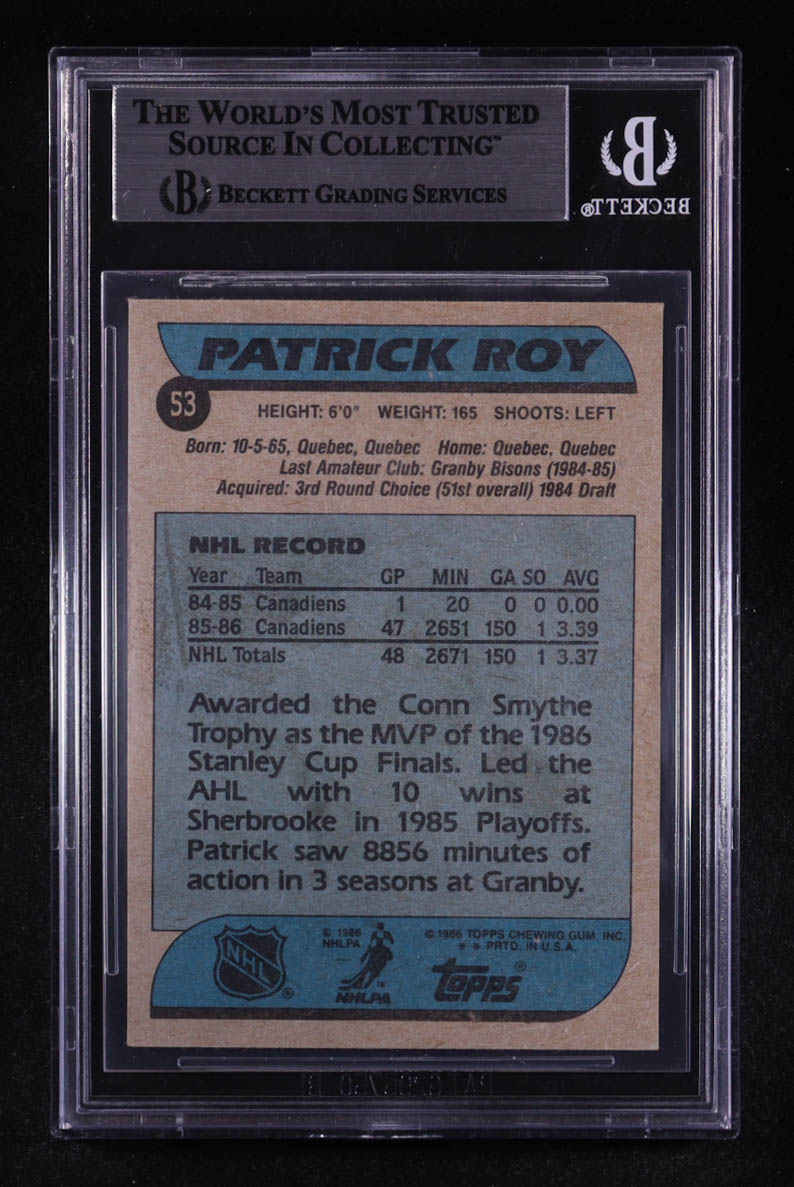 THE WORLD'S MOST TRUSTED
SOURCE IN COLLECTING™
B BECKETT GRADING SERVICES
B
BECKETT®
PATRICK ROY
53
HEIGHT: 6'0" WEIGHT: 165 SHOOTS: LEFT
Born: 10-5-65, Quebec, Quebec Home: Quebec, Quebec
Last Amateur Club: Granby Bisons (1984-85)
Acquired: 3rd Round Choice (51st overall) 1984 Draft
NHL RECORD
Year Team GP MIN GA SO AVG
84-85 Canadiens 1 20 0 0 0.00
85-86 Canadiens 47 2651 150 1 3.39
NHL Totals 48 2671 150 1 3.37
Awarded the Conn Smythe
Trophy as the MVP of the 1986
Stanley Cup Finals. Led the
AHL with 10 wins at
Sherbrooke in 1985 Playoffs.
Patrick saw 8856 minutes of
action in 3 seasons at Granby.
NHL ®
© 1986
NHLPA
NHLPA
TM
© 1986 TOPPS CHEWING GUM, INC.
* * PRTD. IN U.S.A.
topps®